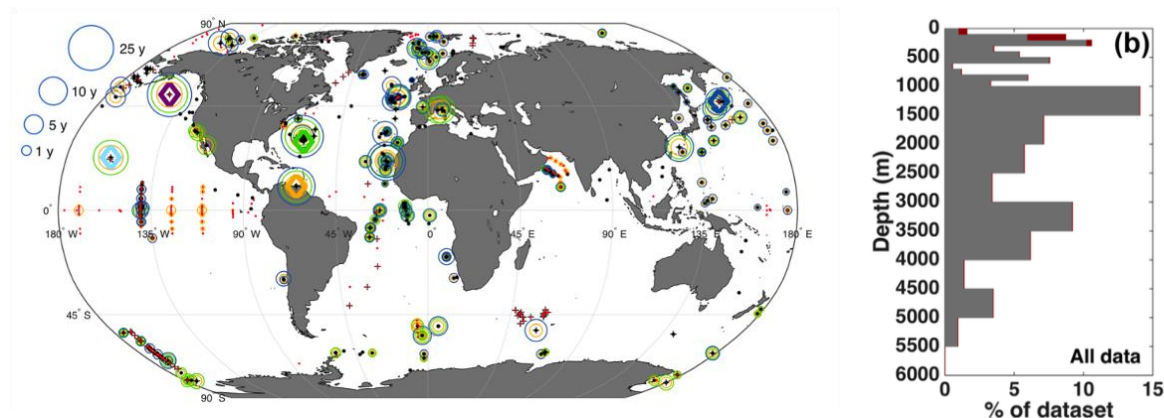 90°N
25 y
10 y
5 y
1 y
0°
180°W
135°W
90°W
45°W
0°
45°E
90°E
135°E
180°E
45°S
90°S
(b)
0
500
1000
1500
2000
2500
3000
3500
4000
4500
5000
5500
6000
Depth (m)
All data
0
5
10
15
% of dataset